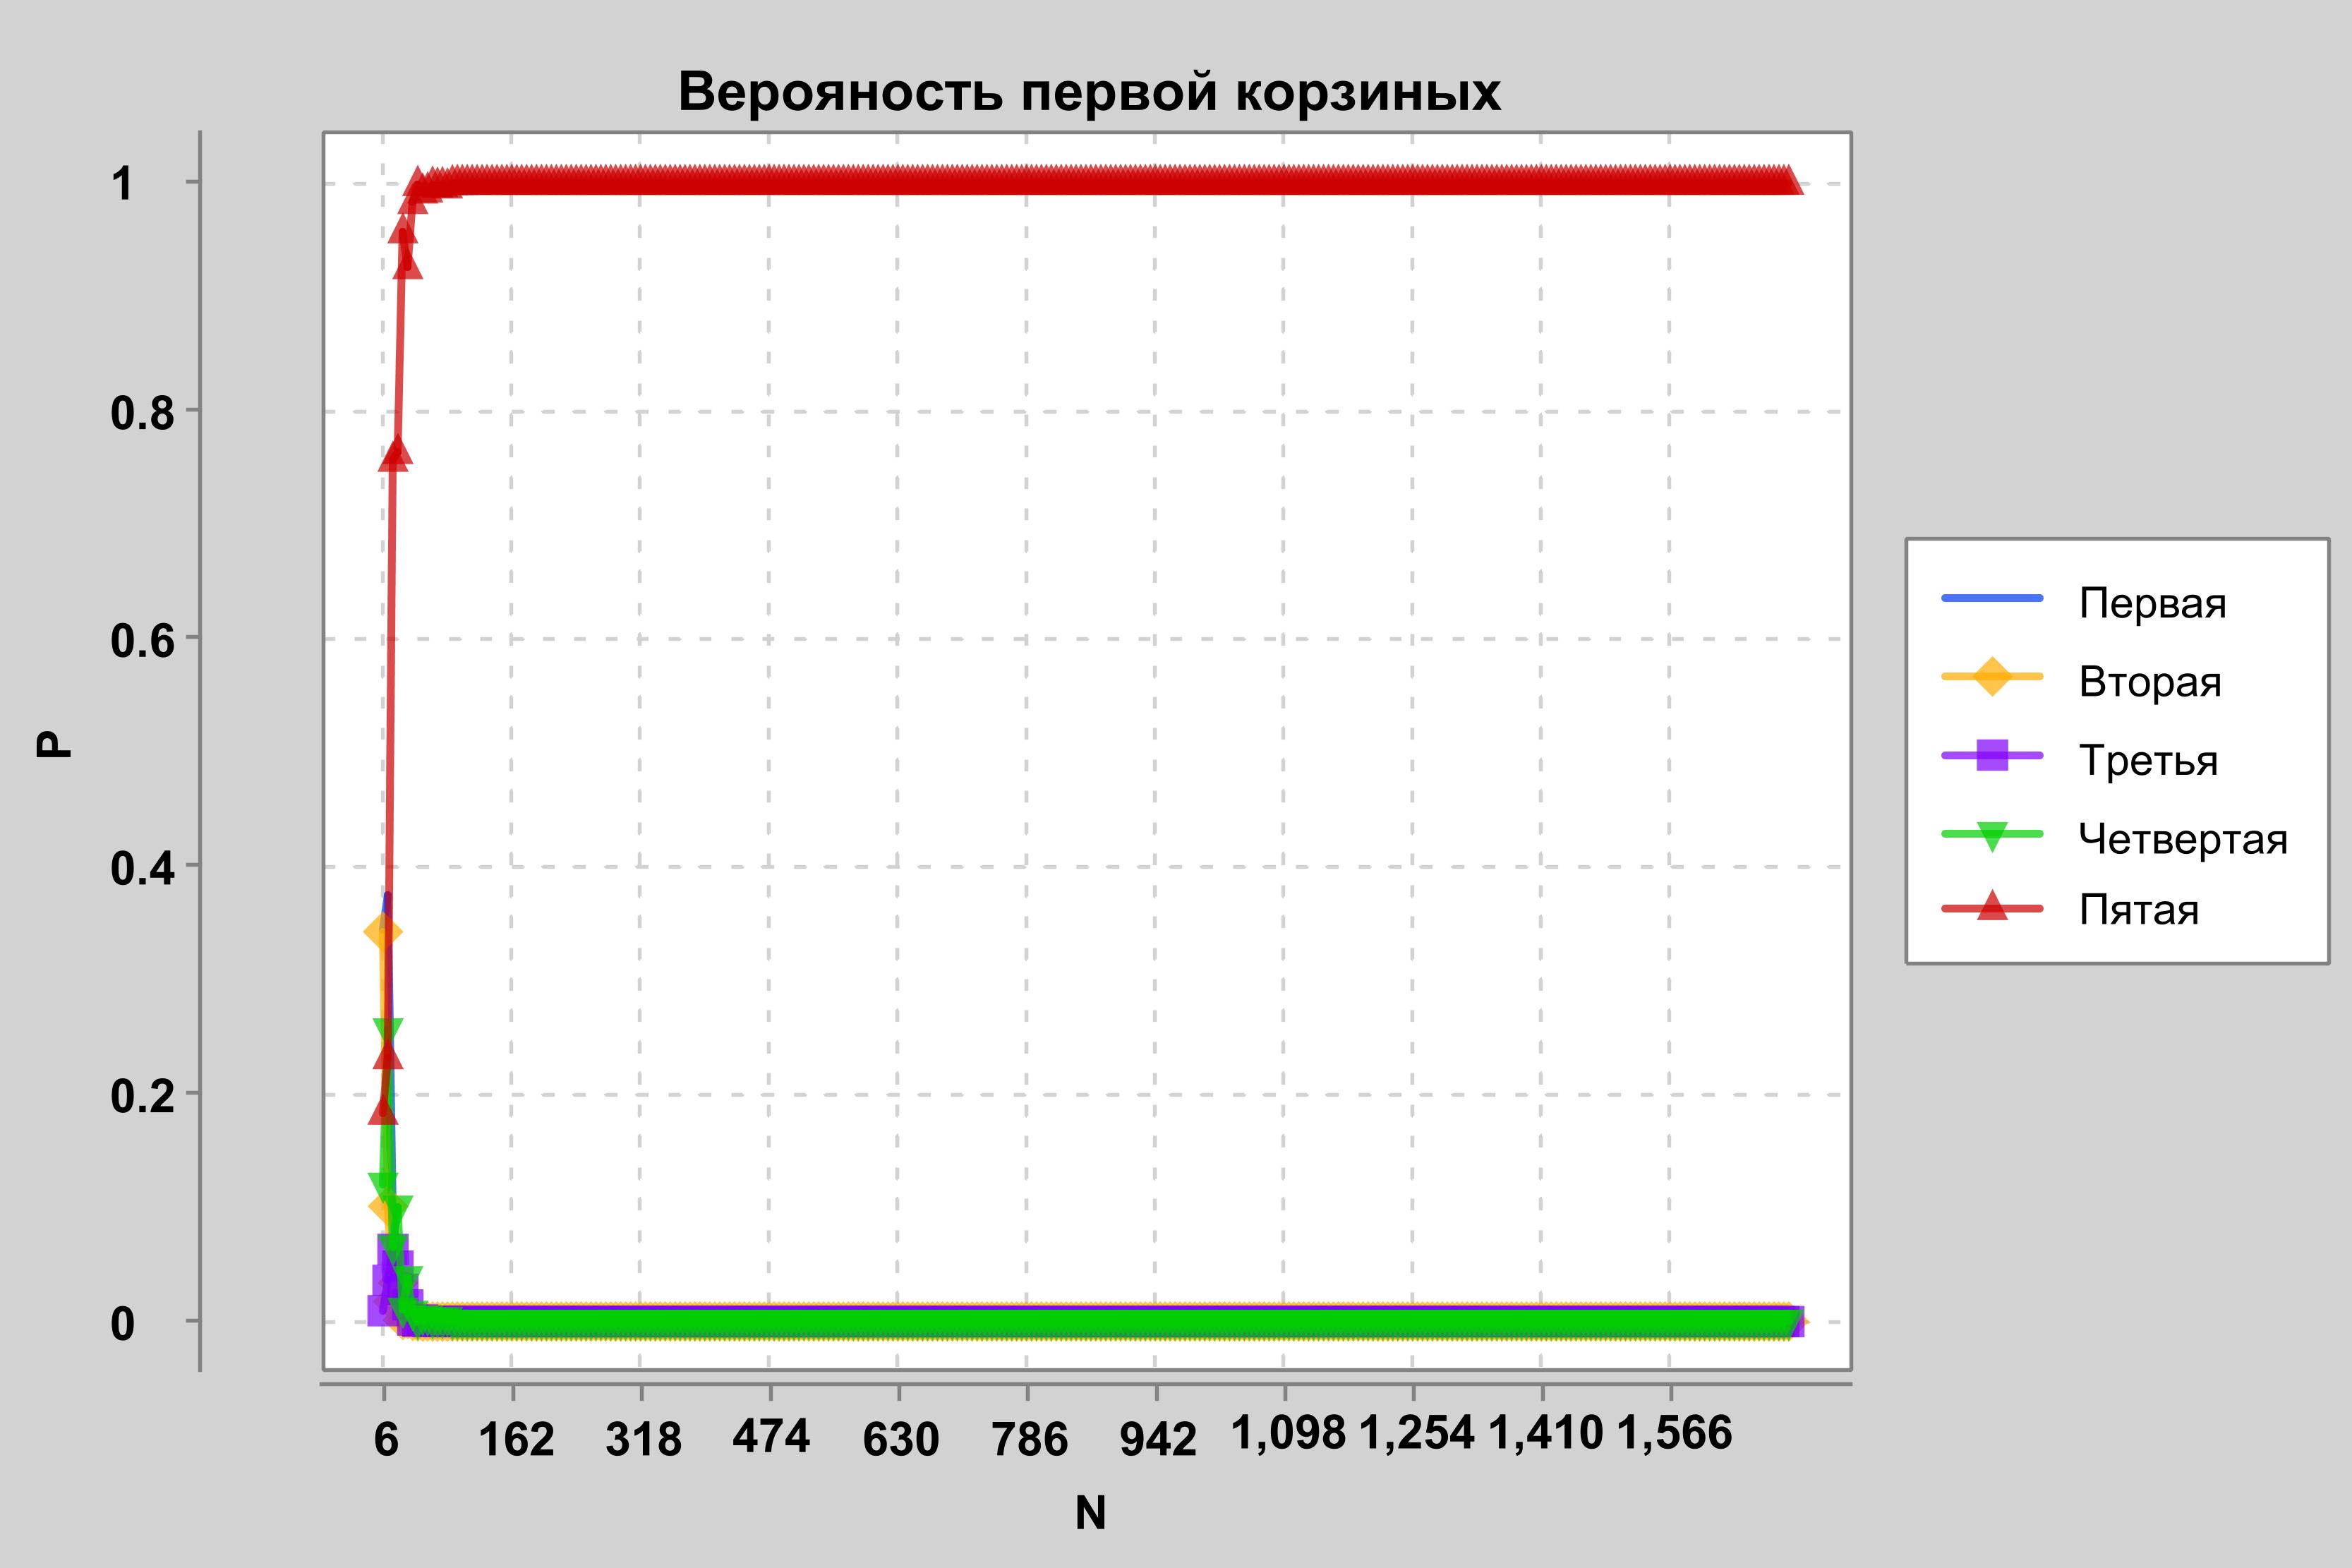 Верояность первой корзиных
1
0.8
0.6
0.4
0.2
0
P
6 162 318 474 630 786 942 1,098 1,254 1,410 1,566
N
Первая
Вторая
Третья
Четвертая
Пятая